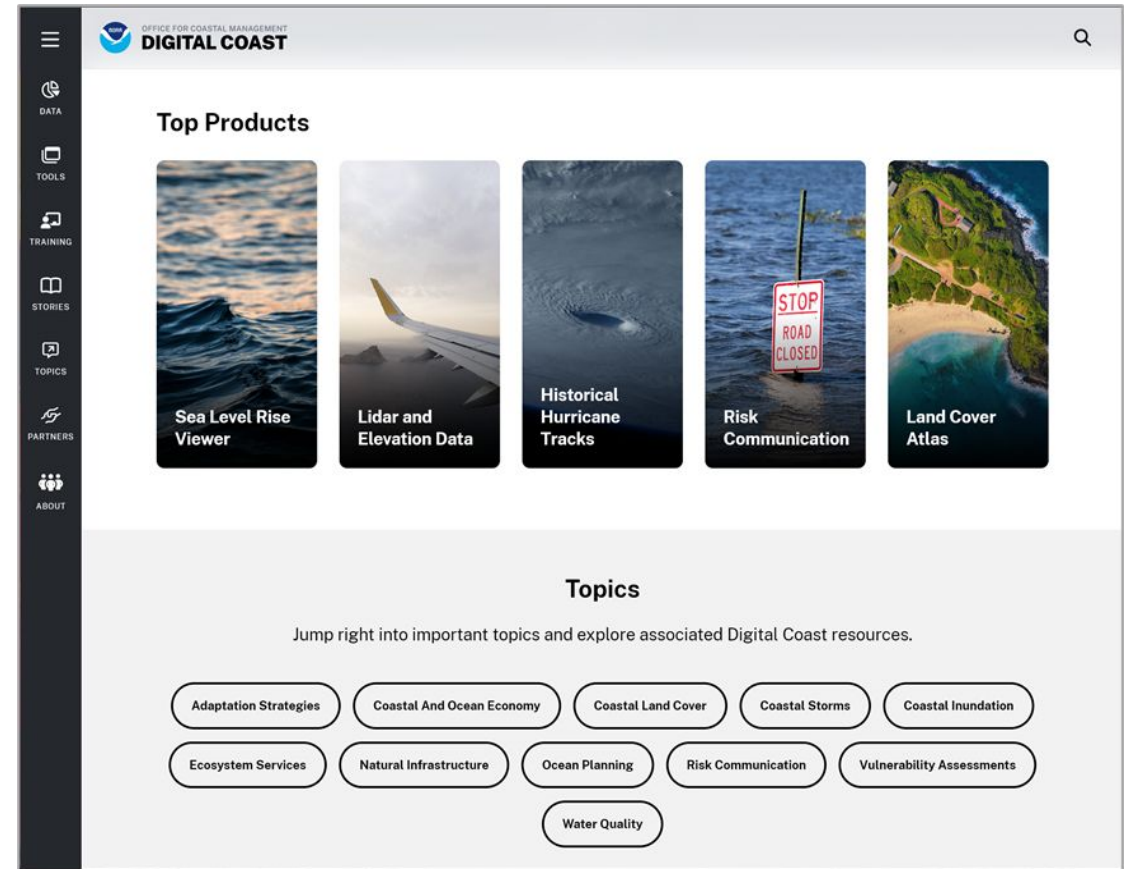 NOAA
OFFICE FOR COASTAL MANAGEMENT
DIGITAL COAST
DATA
TOOLS
TRAINING
STORIES
TOPICS
PARTNERS
ABOUT
Top Products
Sea Level Rise
Viewer
Lidar and
Elevation Data
Historical
Hurricane
Tracks
STOP
ROAD
CLOSED
Risk
Communication
Land Cover
Atlas
Topics
Jump right into important topics and explore associated Digital Coast resources.
Adaptation Strategies
Coastal And Ocean Economy
Coastal Land Cover
Coastal Storms
Coastal Inundation
Ecosystem Services
Natural Infrastructure
Ocean Planning
Risk Communication
Vulnerability Assessments
Water Quality